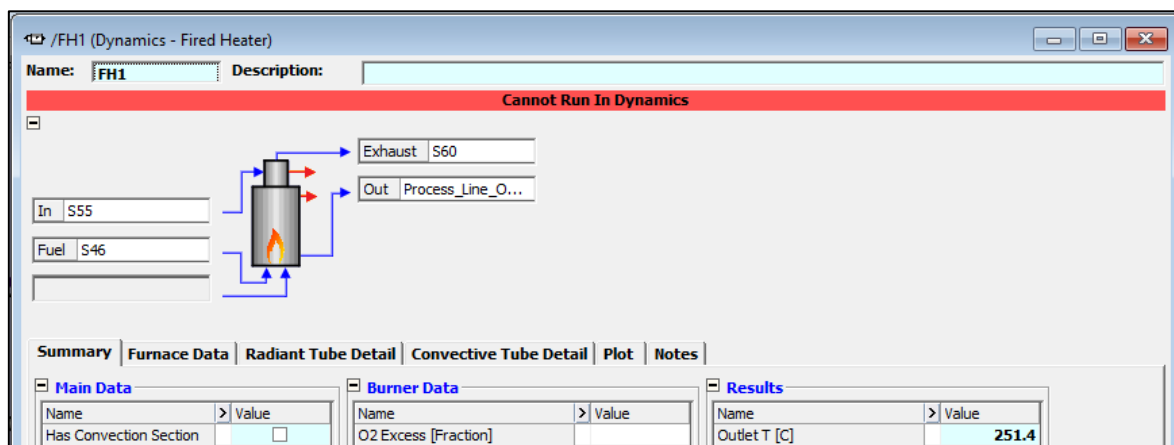 /FH1 (Dynamics - Fired Heater)
Name: FH1 Description:
Cannot Run In Dynamics
Exhaust S60
Out Process_Line_O...
In S55
Fuel S46
Summary Furnace Data Radiant Tube Detail Convective Tube Detail Plot Notes
Main Data Burner Data Results
Name > Value Name > Value Name > Value
Has Convection Section O2 Excess [Fraction] Outlet T [C] 251.4